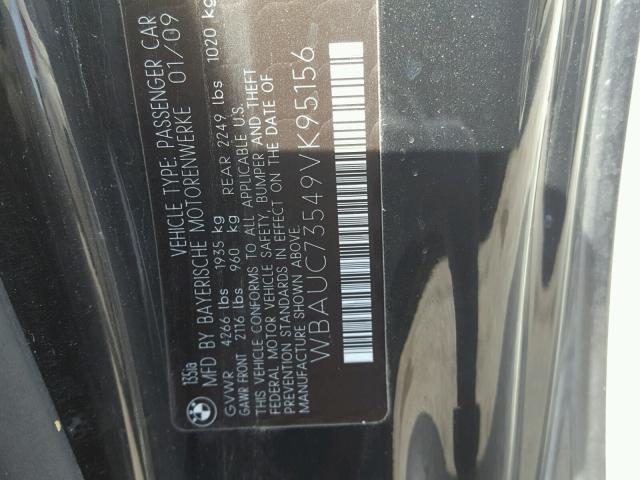 135ia
VEHICLE TYPE: PASSENGER CAR
MFD BY BAYERISCHE MOTORENWERKE 01/09
GVWR 4266 lbs 1935 kg
GAWR FRONT 2116 lbs 960 kg REAR 2249 lbs 1020 kg
THIS VEHICLE CONFORMS TO ALL APPLICABLE U.S.
FEDERAL MOTOR VEHICLE SAFETY, BUMPER AND THEFT
PREVENTION STANDARDS IN EFFECT ON THE DATE OF
MANUFACTURE SHOWN ABOVE.
WBAUC73549VK95156